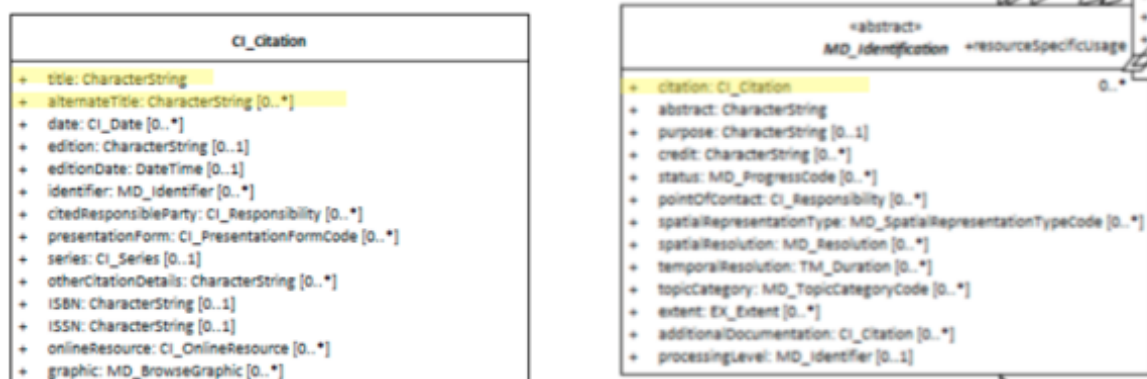 CI_Citation
+ title: CharacterString
+ alternateTitle: CharacterString [0..*]
+ date: CI_Date [0..*]
+ edition: CharacterString [0..1]
+ editionDate: DateTime [0..1]
+ identifier: MD_Identifier [0..*]
+ citedResponsibleParty: CI_Responsibility [0..*]
+ presentationForm: CI_PresentationFormCode [0..*]
+ series: CI_Series [0..1]
+ otherCitationDetails: CharacterString [0..*]
+ ISBN: CharacterString [0..1]
+ ISSN: CharacterString [0..1]
+ onlineResource: CI_OnlineResource [0..*]
+ graphic: MD_BrowseGraphic [0..*]
«abstract»
MD_Identification +resourceSpecificUsage
0..*
+ citation: CI_Citation
+ abstract: CharacterString
+ purpose: CharacterString [0..1]
+ credit: CharacterString [0..*]
+ status: MD_ProgressCode [0..*]
+ pointOfContact: CI_Responsibility [0..*]
+ spatialRepresentationType: MD_SpatialRepresentationTypeCode [0..*]
+ spatialResolution: MD_Resolution [0..*]
+ temporalResolution: TM_Duration [0..*]
+ topicCategory: MD_TopicCategoryCode [0..*]
+ extent: EX_Extent [0..*]
+ additionalDocumentation: CI_Citation [0..*]
+ processingLevel: MD_Identifier [0..1]